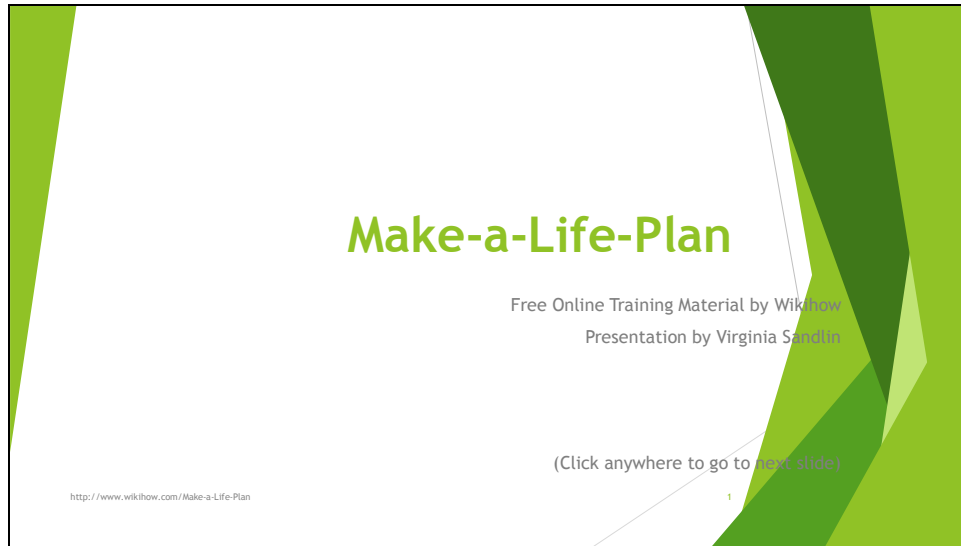 Make-a-Life-Plan
Free Online Training Material by Wikihow
Presentation by Virginia Sandlin
(Click anywhere to go to next slide)
http://www.wikihow.com/Make-a-Life-Plan
1